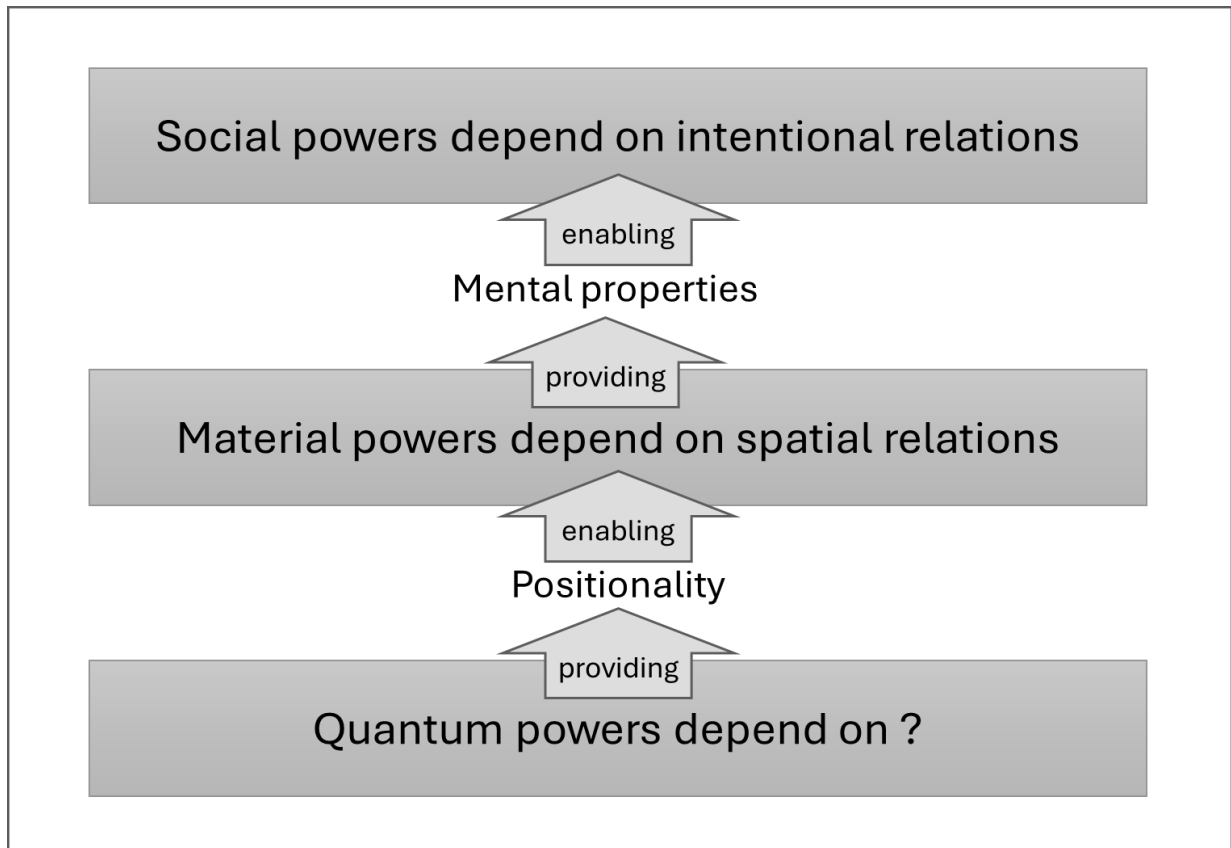 Social powers depend on intentional relations
enabling
Mental properties
providing
Material powers depend on spatial relations
enabling
Positionality
providing
Quantum powers depend on ?